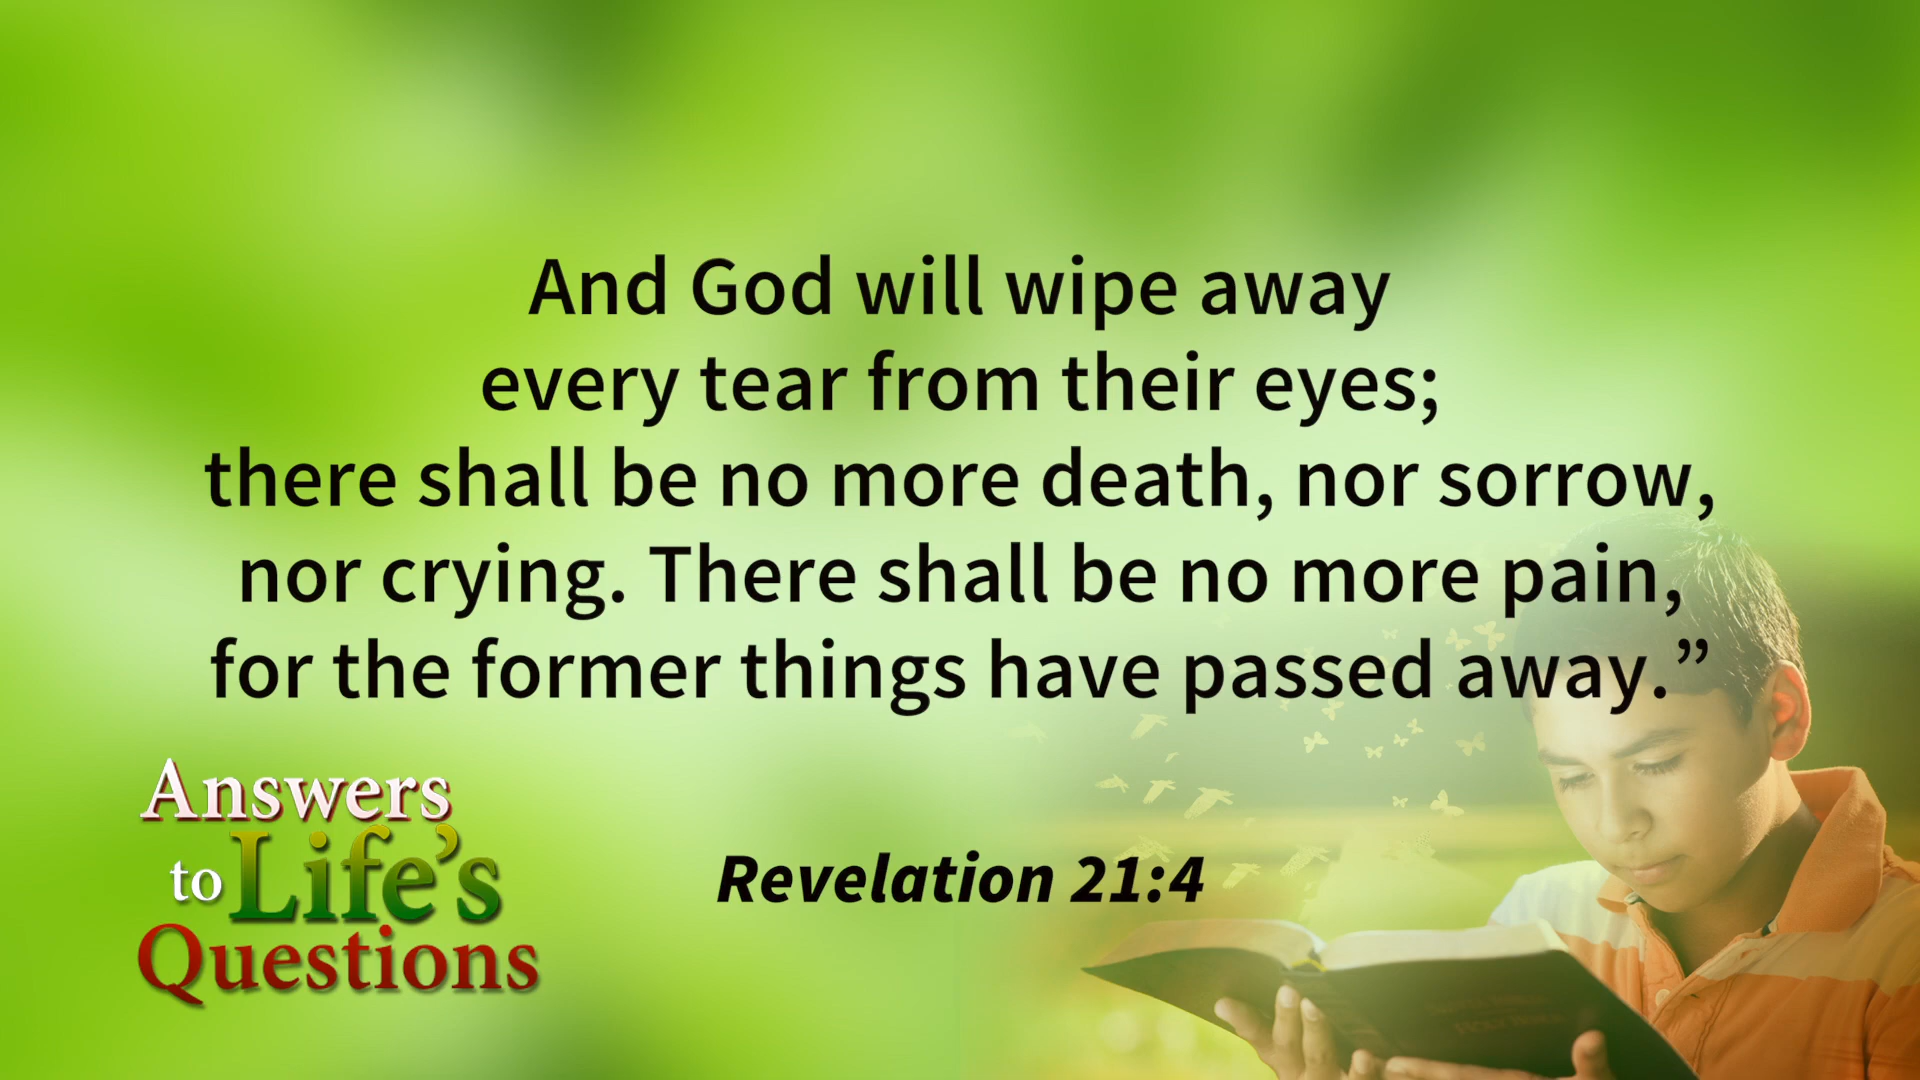 And God will wipe away
every tear from their eyes;
there shall be no more death, nor sorrow,
nor crying. There shall be no more pain,
for the former things have passed away.”
Answers
to Life’s
Questions
Revelation 21:4
HOLY BIBLE